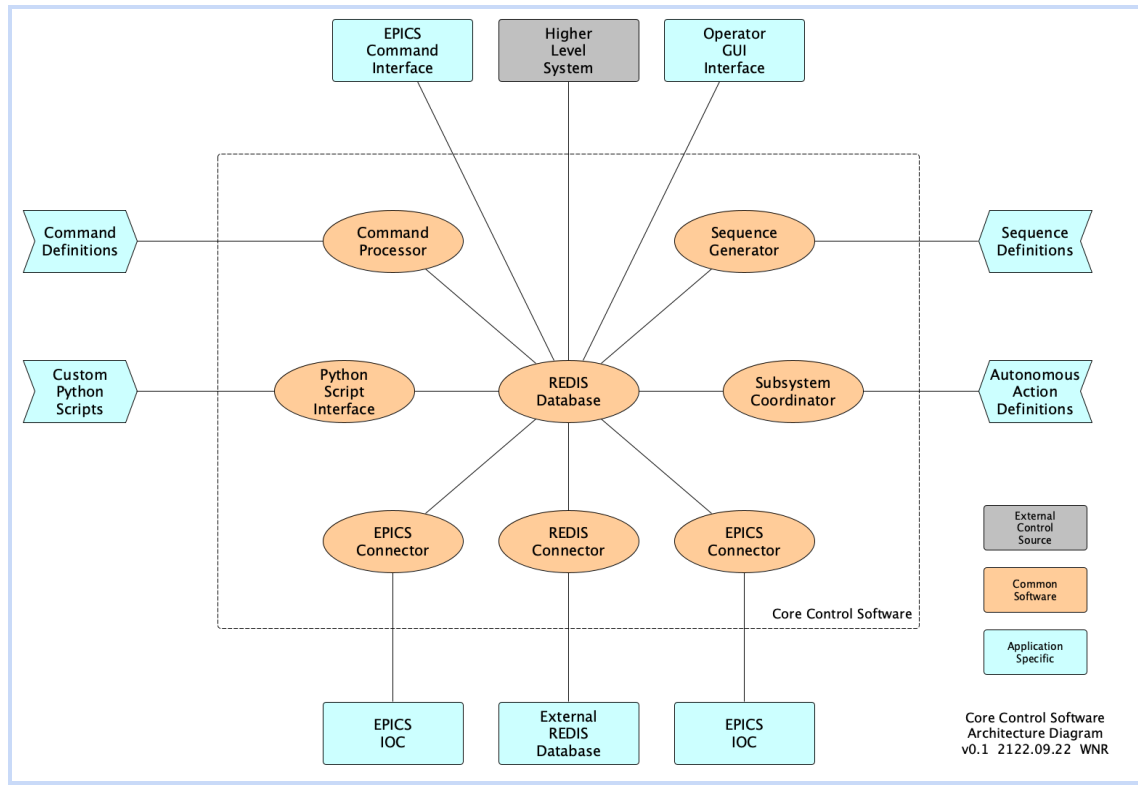 EPICS
Command
Interface
Higher
Level
System
Operator
GUI
Interface
Command
Definitions
Command
Processor
Sequence
Generator
Sequence
Definitions
Custom
Python
Scripts
Python
Script
Interface
REDIS
Database
Subsystem
Coordinator
Autonomous
Action
Definitions
EPICS
Connector
REDIS
Connector
EPICS
Connector
Core Control Software
External
Control
Source
Common
Software
Application
Specific
EPICS
IOC
External
REDIS
Database
EPICS
IOC
Core Control Software
Architecture Diagram
v0.1 2122.09.22 WNR